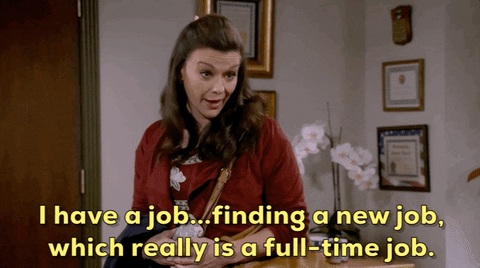 I have a job...finding a new job,
which really is a full-time job.